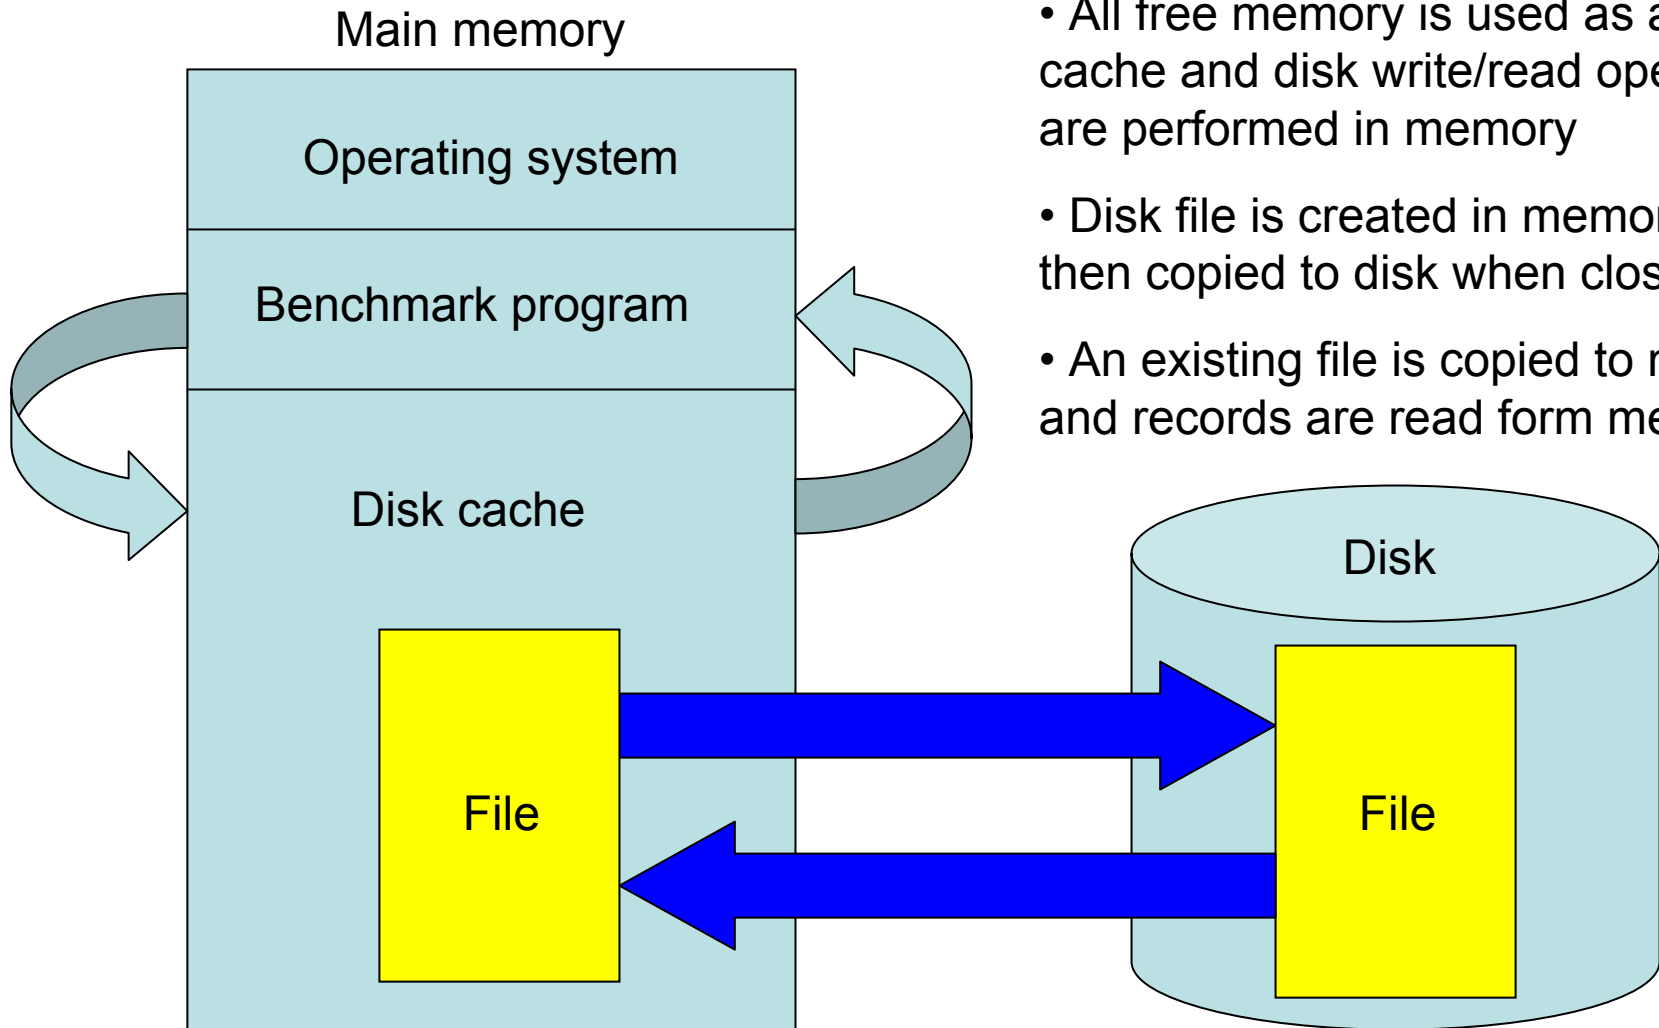 Main memory
Operating system
Benchmark program
Disk cache
File
• All free memory is used as a
cache and disk write/read ope
are performed in memory
• Disk file is created in memor
then copied to disk when clos
• An existing file is copied to
and records are read form me
Disk
File